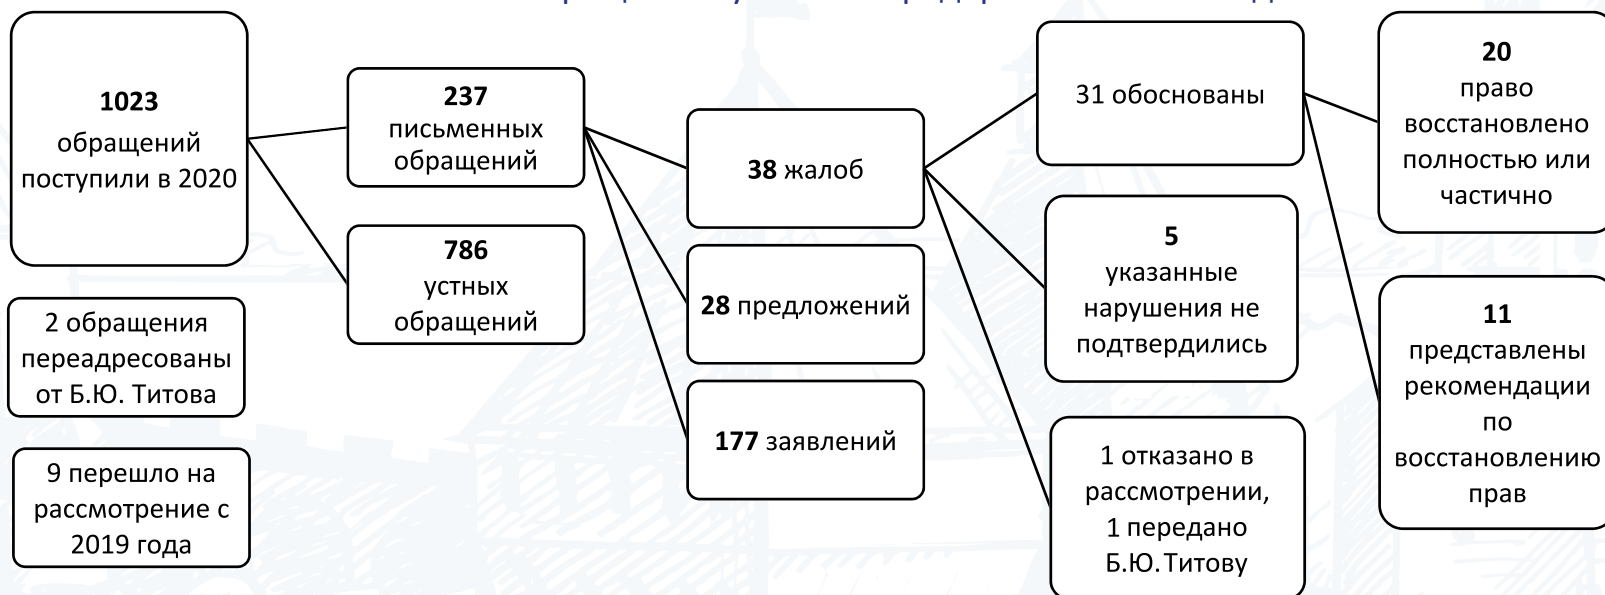 1023
обращений
поступили в 2020
2 обращения
переадресованы
от Б.Ю. Титова
9 перешло на
рассмотрение с
2019 года
237
письменных
обращений
786
устных
обращений
38 жалоб
28 предложений
177 заявлений
31 обоснованы
5
указанные
нарушения не
подтвердились
1 отказано в
рассмотрении,
1 передано
Б.Ю.Титову
20
право
восстановлено
полностью или
частично
11
представлены
рекомендации
по
восстановлению
прав